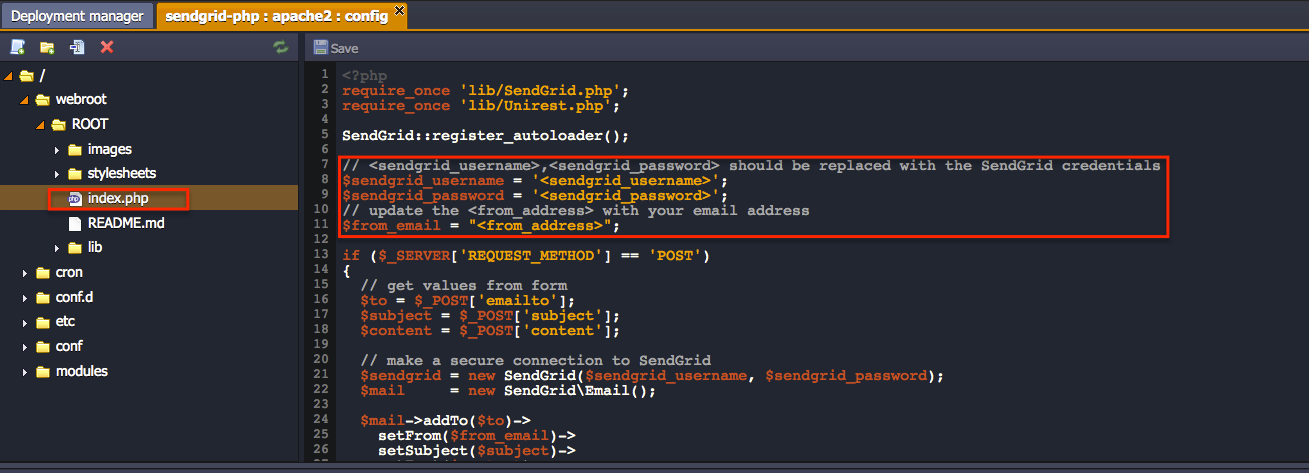 Deployment manager
sendgrid-php : apache2 : config
Save
/
webroot
ROOT
images
stylesheets
index.php
README.md
lib
cron
conf.d
etc
conf
modules
1 <?php
2 require_once 'lib/SendGrid.php';
3 require_once 'lib/Unirest.php';
4
5 SendGrid::register_autoloader();
6
7 // <sendgrid_username>,<sendgrid_password> should be replaced with the SendGrid credentials
8 $sendgrid_username = '<sendgrid_username>';
9 $sendgrid_password = '<sendgrid_password>';
10 // update the <from_address> with your email address
11 $from_email = "<from_address>";
12
13 if ($_SERVER['REQUEST_METHOD'] == 'POST')
14 {
15   // get values from form
16   $to = $_POST['emailto'];
17   $subject = $_POST['subject'];
18   $content = $_POST['content'];
19
20   // make a secure connection to SendGrid
21   $sendgrid = new SendGrid($sendgrid_username, $sendgrid_password);
22   $mail     = new SendGrid\Email();
23
24   $mail->addTo($to)->
25     setFrom($from_email)->
26     setSubject($subject)->